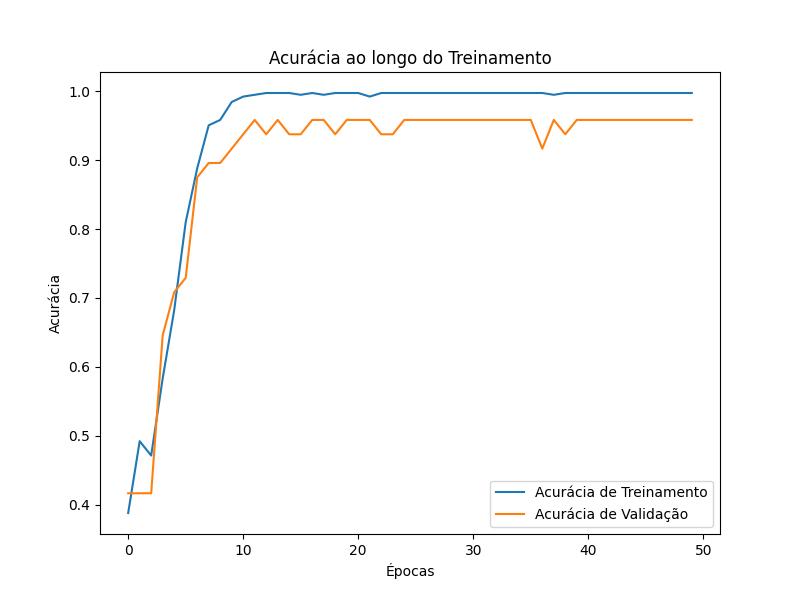 Acurácia ao longo do Treinamento
Acurácia
1.0
0.9
0.8
0.7
0.6
0.5
0.4
0
10
20
30
40
50
Épocas
Acurácia de Treinamento
Acurácia de Validação